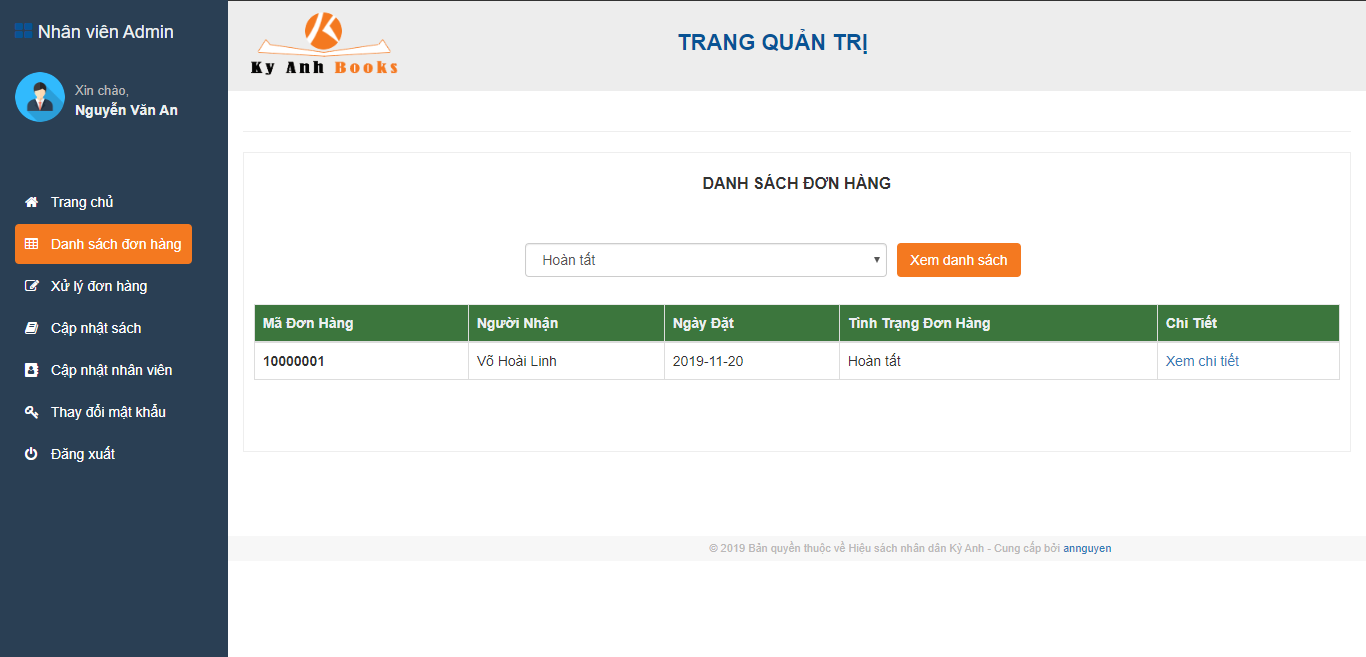 Nhân viên Admin
Xin chào,
Nguyễn Văn An
Trang chủ
Danh sách đơn hàng
Xử lý đơn hàng
Cập nhật sách
Cập nhật nhân viên
Thay đổi mật khẩu
Đăng xuất
Ky Anh Books
TRANG QUẢN TRỊ
DANH SÁCH ĐƠN HÀNG
Hoàn tất
Xem danh sách
Mã Đơn Hàng Người Nhận Ngày Đặt Tình Trạng Đơn Hàng Chi Tiết
10000001 Võ Hoài Linh 2019-11-20 Hoàn tất Xem chi tiết
© 2019 Bản quyền thuộc về Hiệu sách nhân dân Kỳ Anh - Cung cấp bởi annguyen